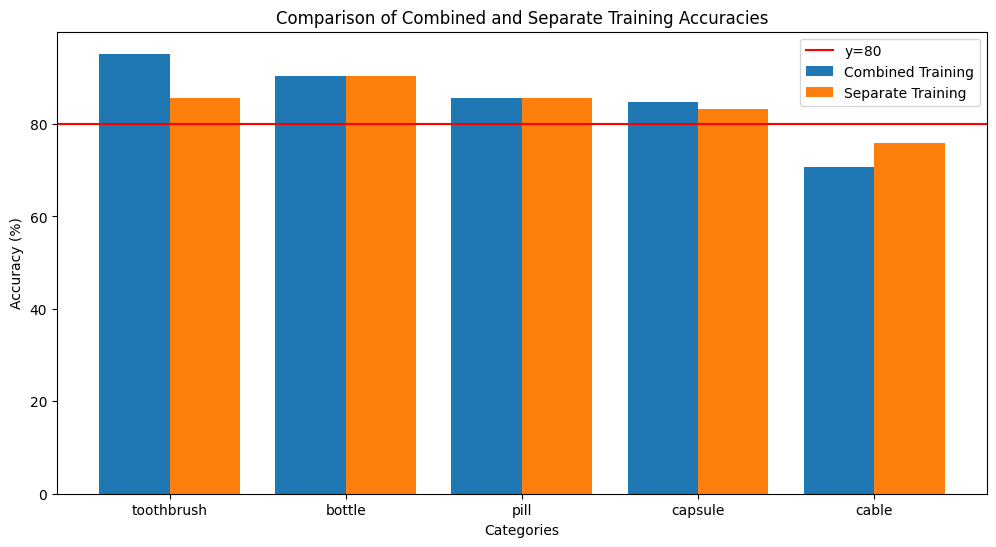 Comparison of Combined and Separate Training Accuracies
y=80
Combined Training
Separate Training
Accuracy (%)
80
60
40
20
0
toothbrush
bottle
pill
capsule
cable
Categories